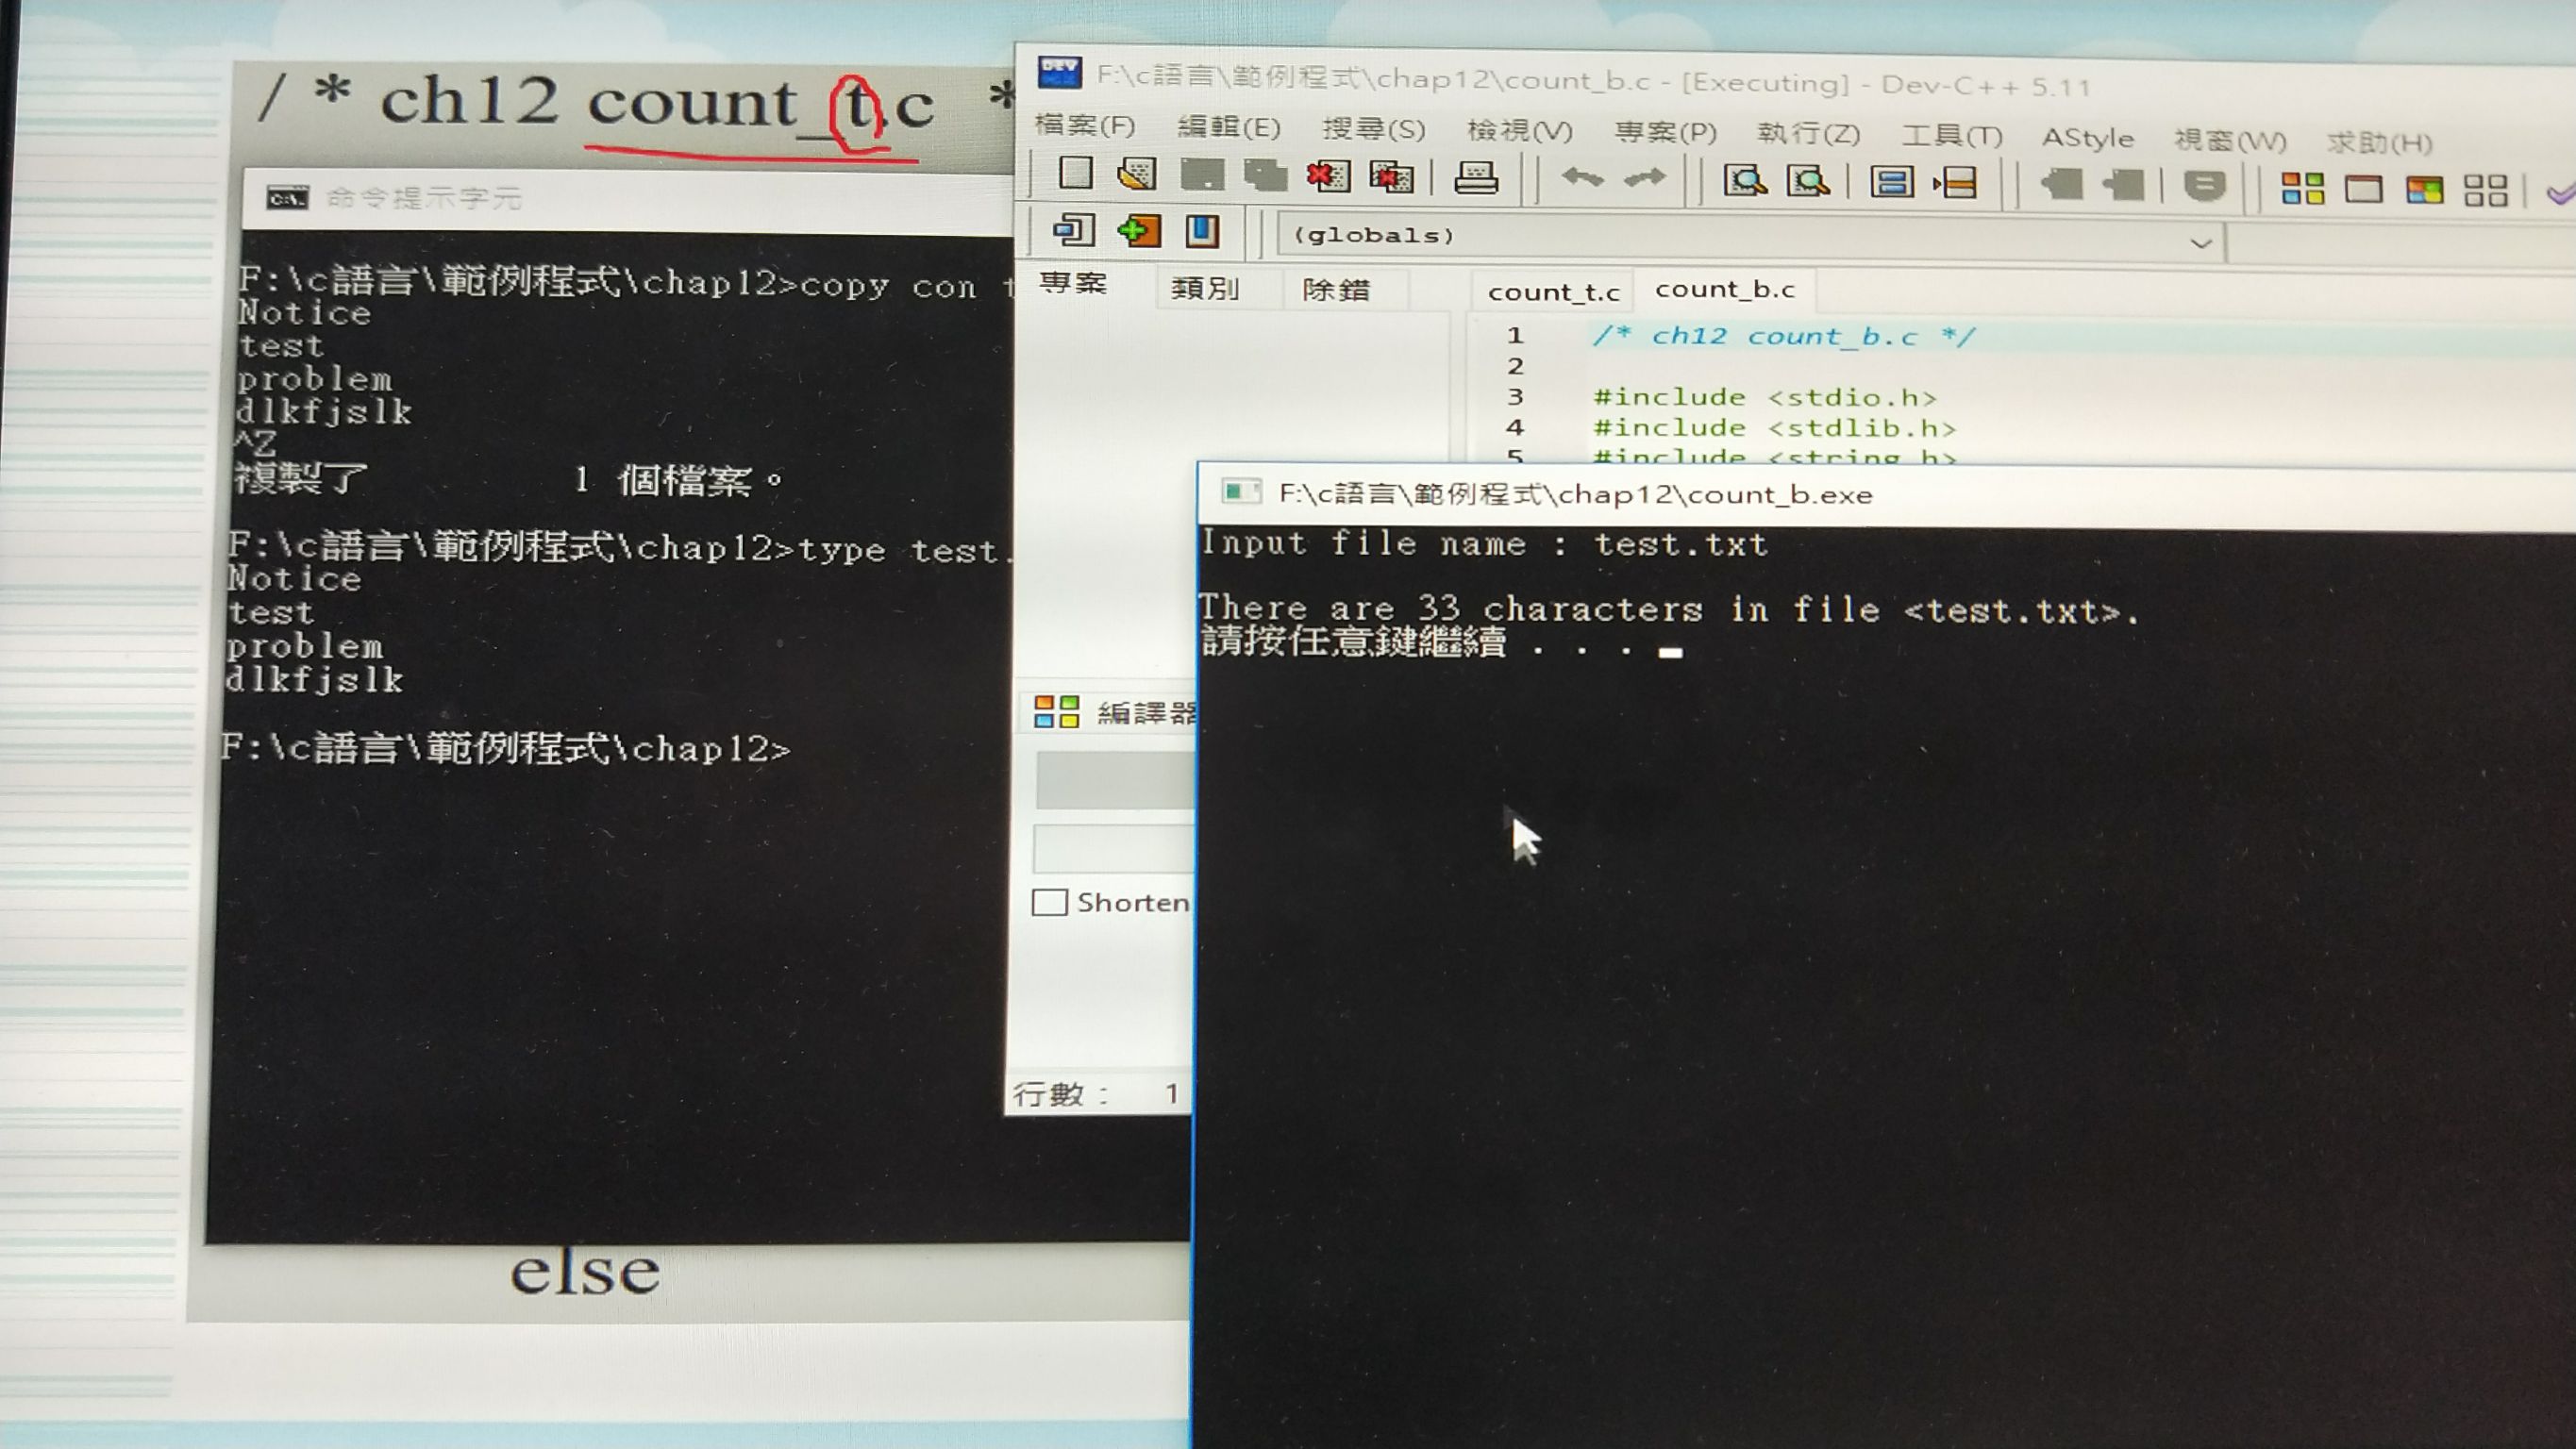 / * ch12 count_t.c *
命令提示字元
F:\c語言\範例程式\chap12>copy con t
Notice
test
problem
dlkfjslk
^Z
複製了 1 個檔案。
F:\c語言\範例程式\chap12>type test.
Notice
test
problem
dlkfjslk
F:\c語言\範例程式\chap12>
else
F:\c語言\範例程式\chap12\count_b.c - [Executing] - Dev-C++ 5.11
檔案(F) 編輯(E) 搜尋(S) 檢視(V) 專案(P) 執行(Z) 工具(T) AStyle 視窗(W) 求助(H)
(globals)
專案 類別 除錯
count_t.c count_b.c
1 /* ch12 count_b.c */
2
3 #include <stdio.h>
4 #include <stdlib.h>
5 #include <string.h>
編譯器
Shorten
行數： 1
F:\c語言\範例程式\chap12\count_b.exe
Input file name : test.txt
There are 33 characters in file <test.txt>.
請按任意鍵繼續 . . .